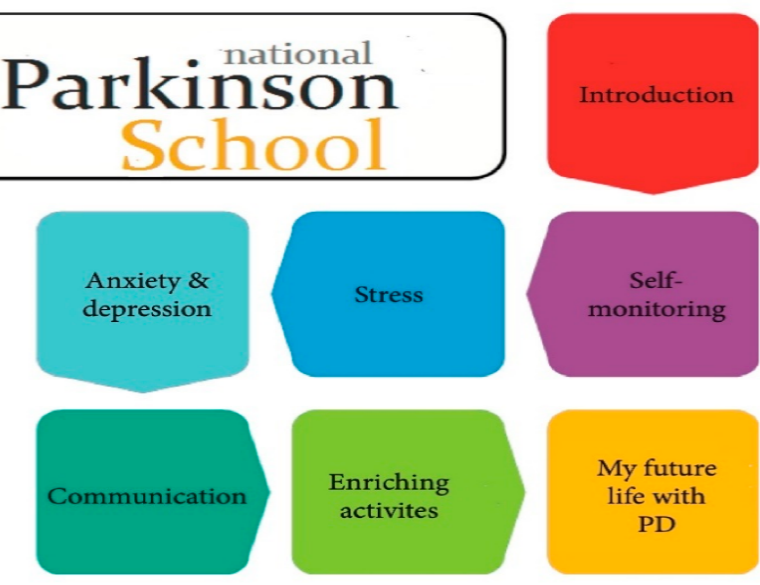 national
Parkinson
School
Introduction
Self-
monitoring
Stress
Anxiety &
depression
Communication
Enriching
activites
My future
life with
PD